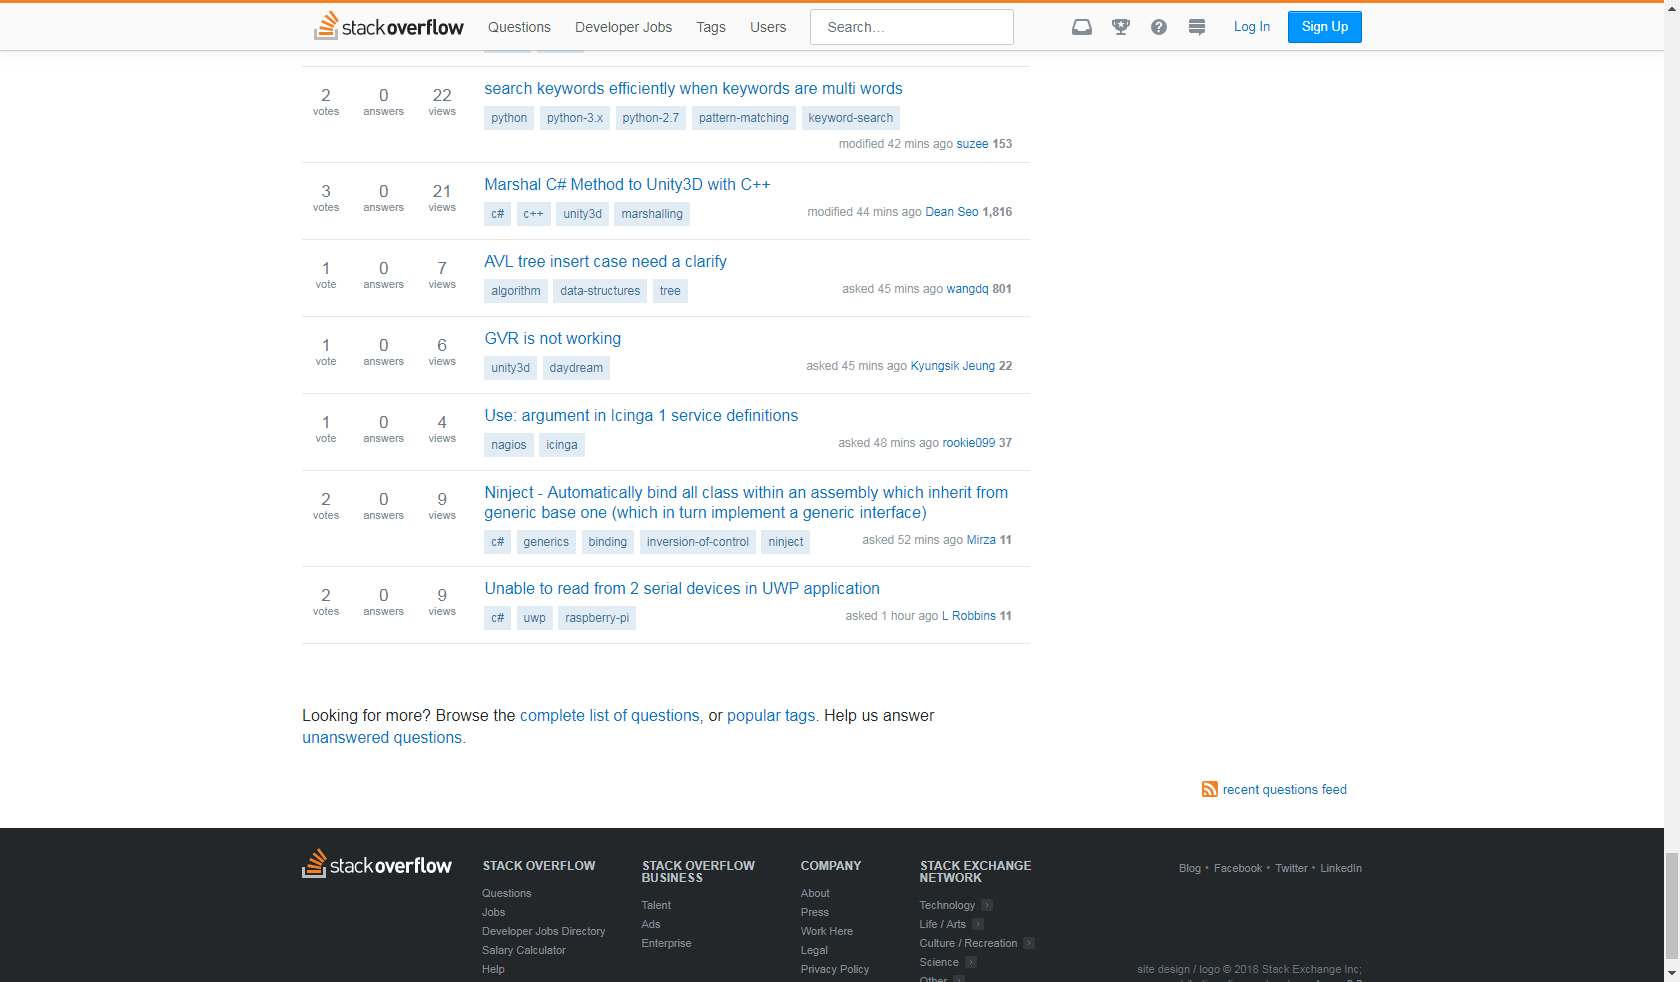 stackoverflow Questions Developer Jobs Tags Users Search... Log In Sign Up
2 votes 0 answers 22 views
search keywords efficiently when keywords are multi words
python python-3.x python-2.7 pattern-matching keyword-search
modified 42 mins ago suzee 153
3 votes 0 answers 21 views
Marshal C# Method to Unity3D with C++
c# c++ unity3d marshalling
modified 44 mins ago Dean Seo 1,816
1 vote 0 answers 7 views
AVL tree insert case need a clarify
algorithm data-structures tree
asked 45 mins ago wangdq 801
1 vote 0 answers 6 views
GVR is not working
unity3d daydream
asked 45 mins ago Kyungsik Jeung 22
1 vote 0 answers 4 views
Use: argument in Icinga 1 service definitions
nagios icinga
asked 48 mins ago rookie099 37
2 votes 0 answers 9 views
Ninject - Automatically bind all class within an assembly which inherit from
generic base one (which in turn implement a generic interface)
c# generics binding inversion-of-control ninject
asked 52 mins ago Mirza 11
2 votes 0 answers 9 views
Unable to read from 2 serial devices in UWP application
c# uwp raspberry-pi
asked 1 hour ago L Robbins 11
Looking for more? Browse the complete list of questions, or popular tags. Help us answer
unanswered questions.
recent questions feed
stackoverflow
STACK OVERFLOW
Questions
Jobs
Developer Jobs Directory
Salary Calculator
Help
STACK OVERFLOW
BUSINESS
Talent
Ads
Enterprise
COMPANY
About
Press
Work Here
Legal
Privacy Policy
STACK EXCHANGE
NETWORK
Technology
Life / Arts
Culture / Recreation
Science
Other
Blog • Facebook • Twitter • LinkedIn
site design / logo © 2018 Stack Exchange Inc;